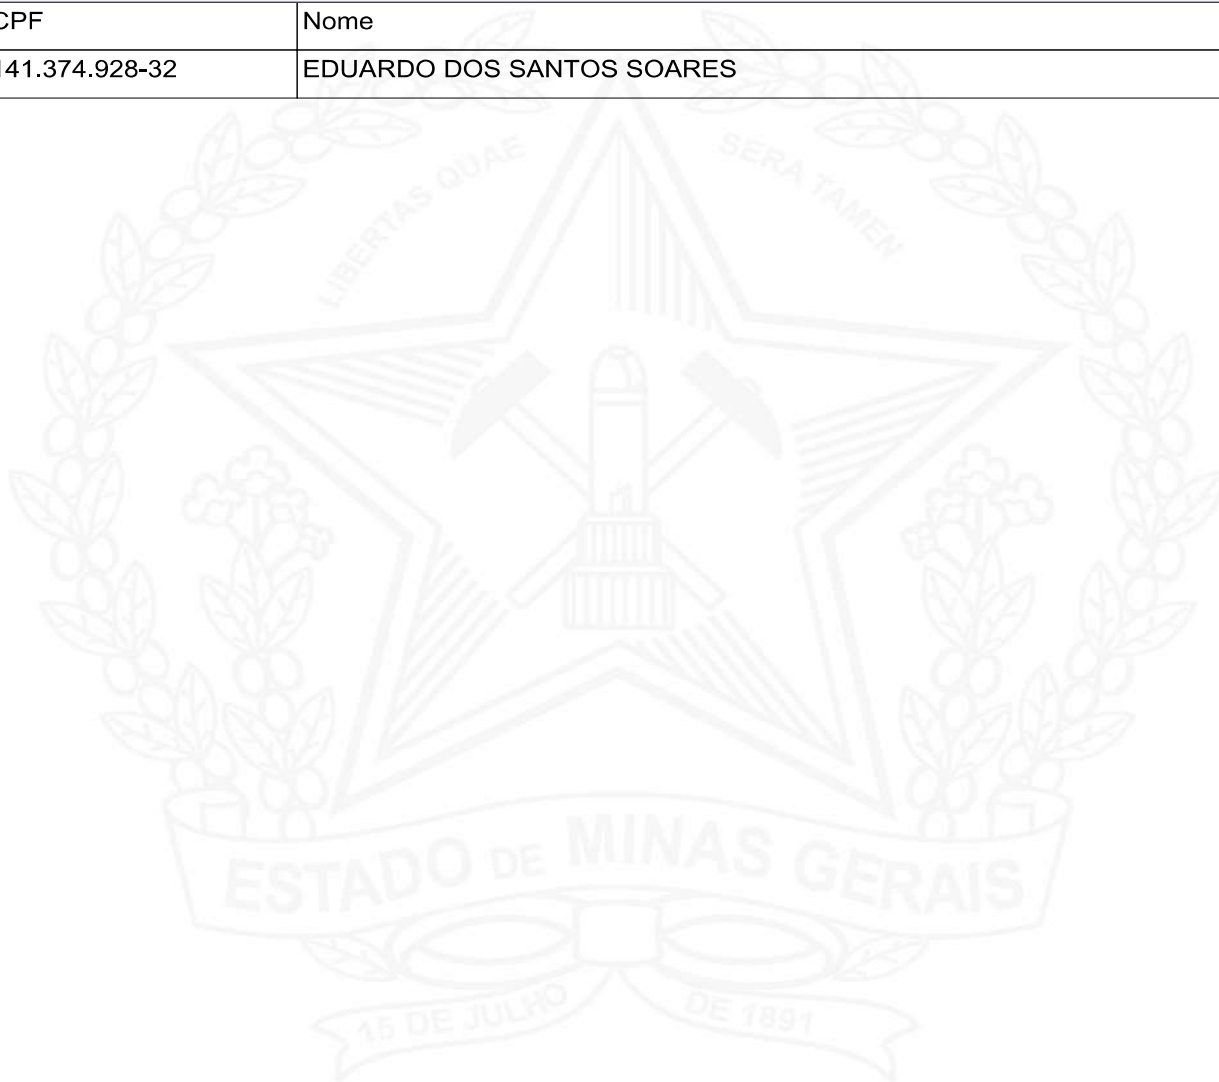 CPF Nome
141.374.928-32 EDUARDO DOS SANTOS SOARES
LIBERTAS QUAE SERA TAMEN
ESTADO DE MINAS GERAIS
15 DE JULHO DE 1891